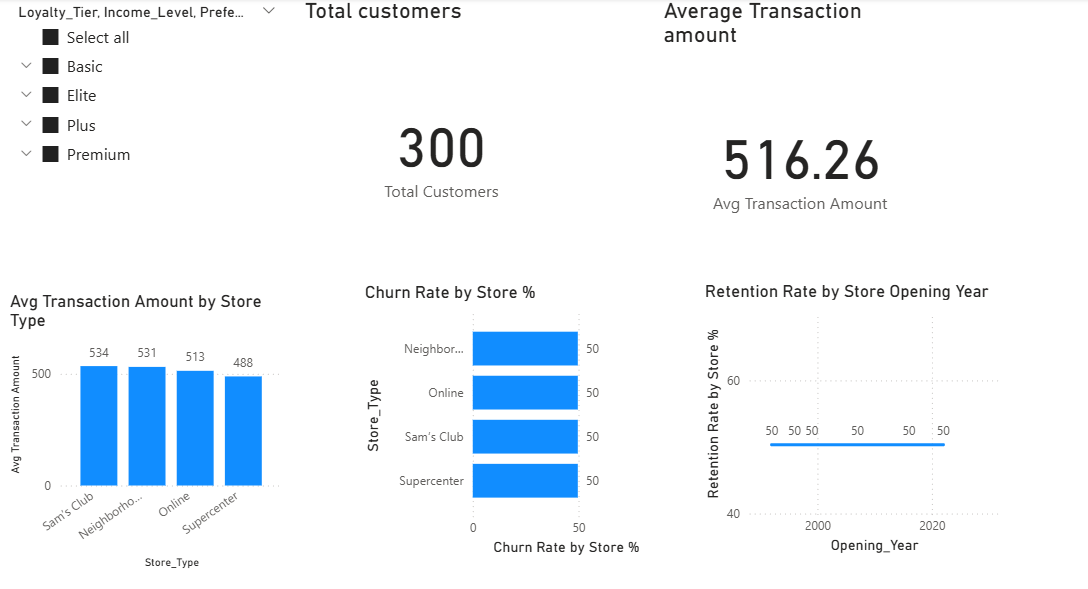 Loyalty_Tier, Income_Level, Prefe...
Select all
Basic
Elite
Plus
Premium
Total customers
300
Total Customers
Average Transaction
amount
516.26
Avg Transaction Amount
Avg Transaction Amount by Store
Type
Avg Transaction Amount
500
0
534
531
513
488
Sam's Club
Neighborho...
Online
Supercenter
Store_Type
Churn Rate by Store %
Store_Type
Neighbor...
50
Online
50
Sam's Club
50
Supercenter
50
0
50
Churn Rate by Store %
Retention Rate by Store Opening Year
Retention Rate by Store %
60
40
50
50
50
50
50
50
2000
2020
Opening_Year